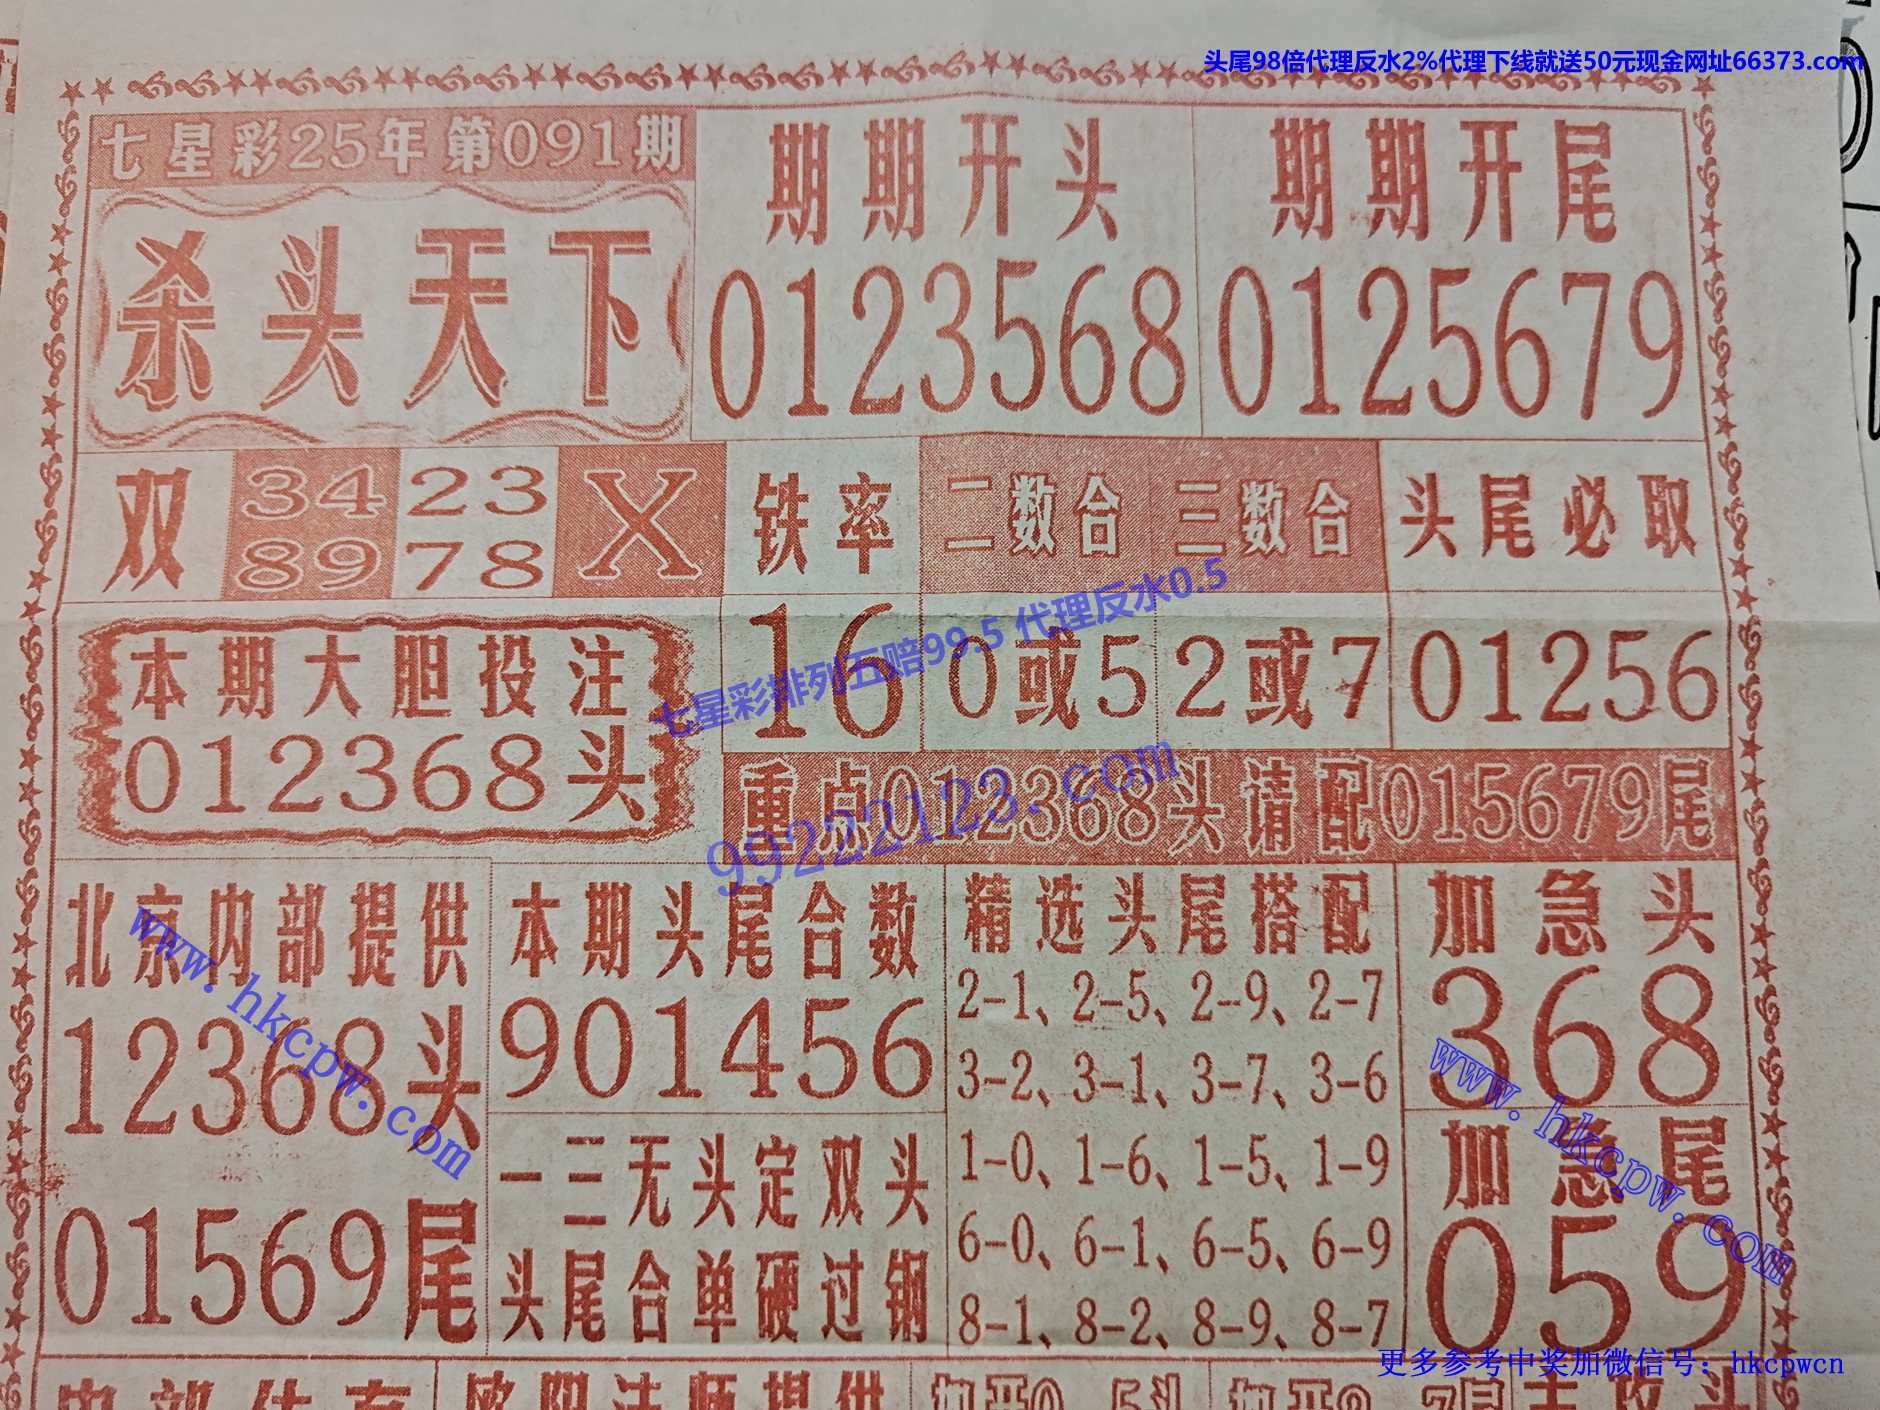 头尾98倍代理反水2%代理下线就送50元现金网址66373.com
七星彩25年第091期
杀头天下
期期开头
0123568
期期开尾
0125679
双
34
89
23
78
X
铁率
16
二数合
0或5
三数合
2或7
头尾必取
01256
本期大胆投注
012368头
七星彩排列五赔99.5 代理反水0.5
重点012368头请配015679尾
99222123.com
北京内部提供
12368头
01569尾
www.hkcpw.com
本期头尾合数
901456
一三无头定双头
头尾合单硬过钢
精选头尾搭配
2-1、2-5、2-9、2-7
3-2、3-1、3-7、3-6
1-0、1-6、1-5、1-9
6-0、6-1、6-5、6-9
8-1、8-2、8-9、8-7
加急头
368
加急尾
059
www.hkcpw.com
更多参考中奖加微信号：hkcpwcn